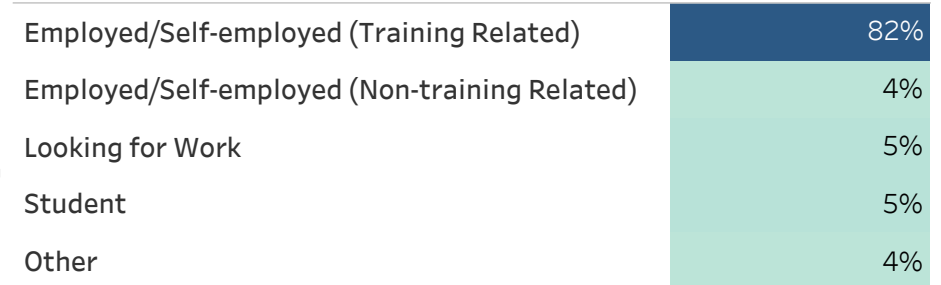 Employed/Self-employed (Training Related) 82%
Employed/Self-employed (Non-training Related) 4%
Looking for Work 5%
Student 5%
Other 4%